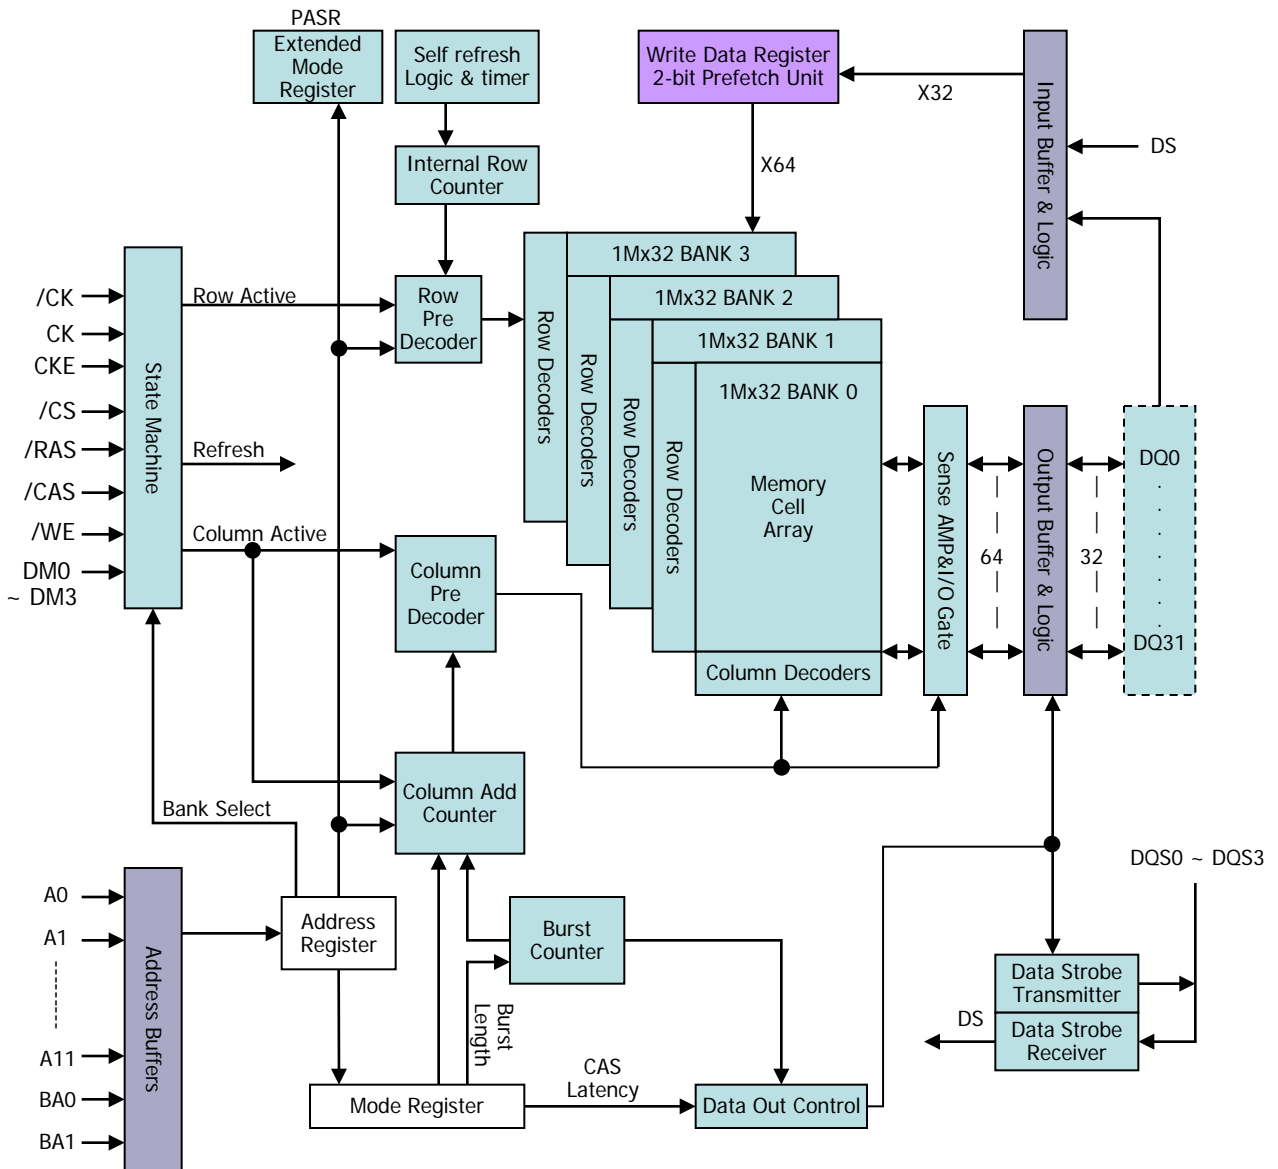 PASR
Extended
Mode
Register
Self refresh
Logic & timer
Write Data Register
2-bit Prefetch Unit
X32
Input Buffer & Logic
DS
Internal Row
Counter
X64
1Mx32 BANK 3
1Mx32 BANK 2
1Mx32 BANK 1
1Mx32 BANK 0
Row Decoders
Row Decoders
Row Decoders
Row Decoders
Memory
Cell
Array
Column Decoders
/CK
CK
CKE
/CS
/RAS
/CAS
/WE
DM0
~ DM3
State Machine
Row Active
Refresh
Column Active
Row
Pre
Decoder
Column
Pre
Decoder
Sense AMP&I/O Gate
64
Output Buffer & Logic
32
DQ0
DQ31
Bank Select
Column Add
Counter
A0
A1
A11
BA0
BA1
Address Buffers
Address
Register
Burst
Counter
Burst
Length
Mode Register
CAS
Latency
Data Out Control
DQS0 ~ DQS3
Data Strobe
Transmitter
Data Strobe
Receiver
DS